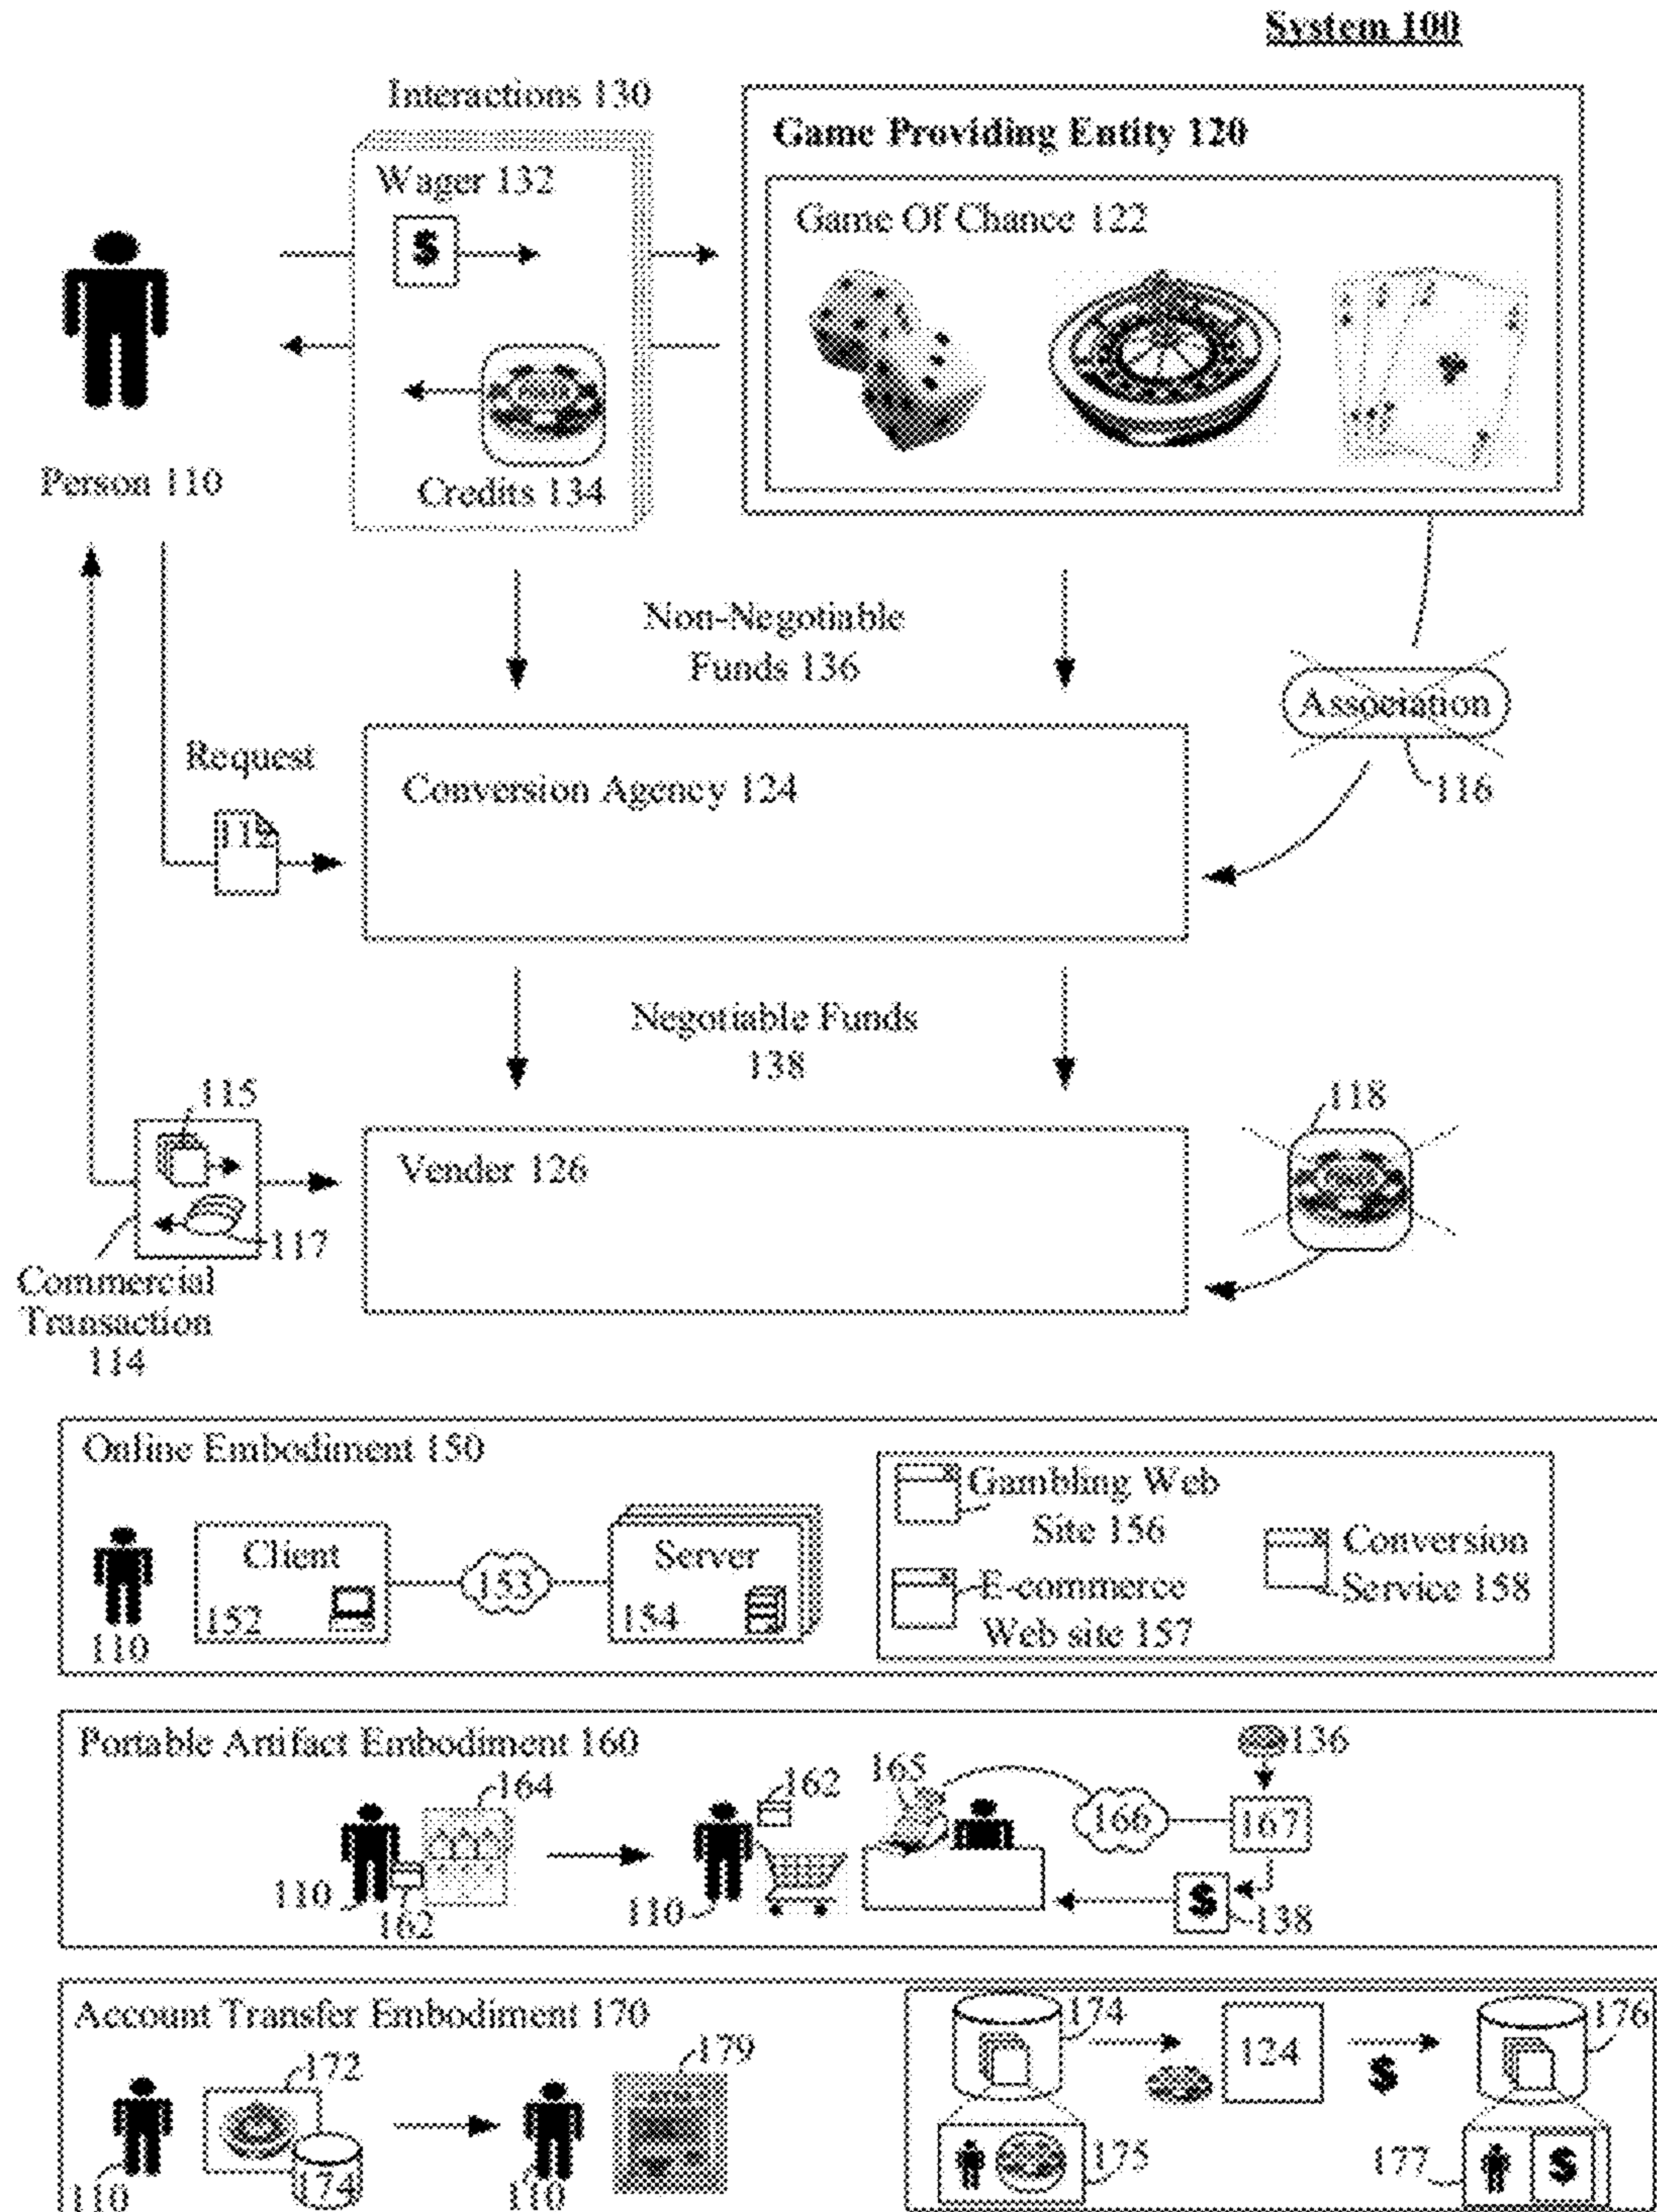 System 100
Interactions 130
Game Providing Entity 120
Wager 132
$
Game Of Chance 122
Credits 134
Person 110
Non-Negotiable
Funds 136
Association
116
Request
112
Conversion Agency 124
Negotiable Funds
138
115
118
Vender 126
117
Commercial
Transaction
114
Online Embodiment 150
Client
152
153
Server
154
110
Gambling Web
Site 156
E-commerce
Web site 157
Conversion
Service 158
Portable Artifact Embodiment 160
164
110
162
162
110
165
166
136
167
$
138
Account Transfer Embodiment 170
172
110
174
110
179
174
124
$
176
175
177
$